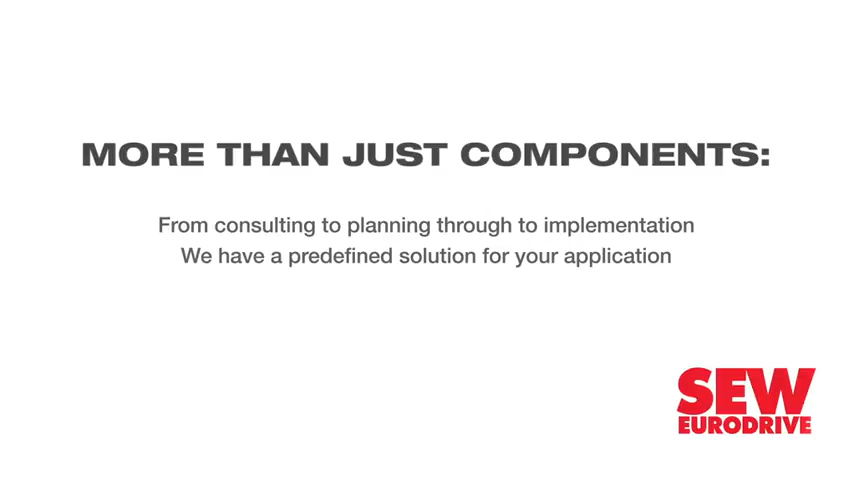 MORE THAN JUST COMPONENTS:
From consulting to planning through to implementation
We have a predefined solution for your application
SEW
EURODRIVE